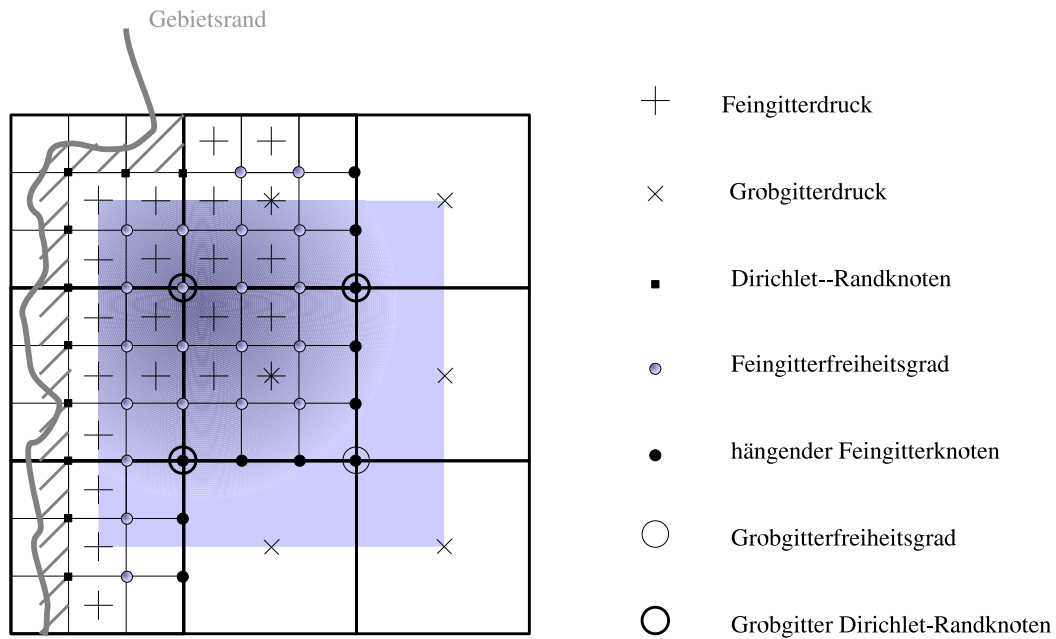 Gebietsrand
Feingitterdruck
Grobgitterdruck
Dirichlet--Randknoten
Feingitterfreiheitsgrad
hängender Feingitterknoten
Grobgitterfreiheitsgrad
Grobgitter Dirichlet-Randknoten